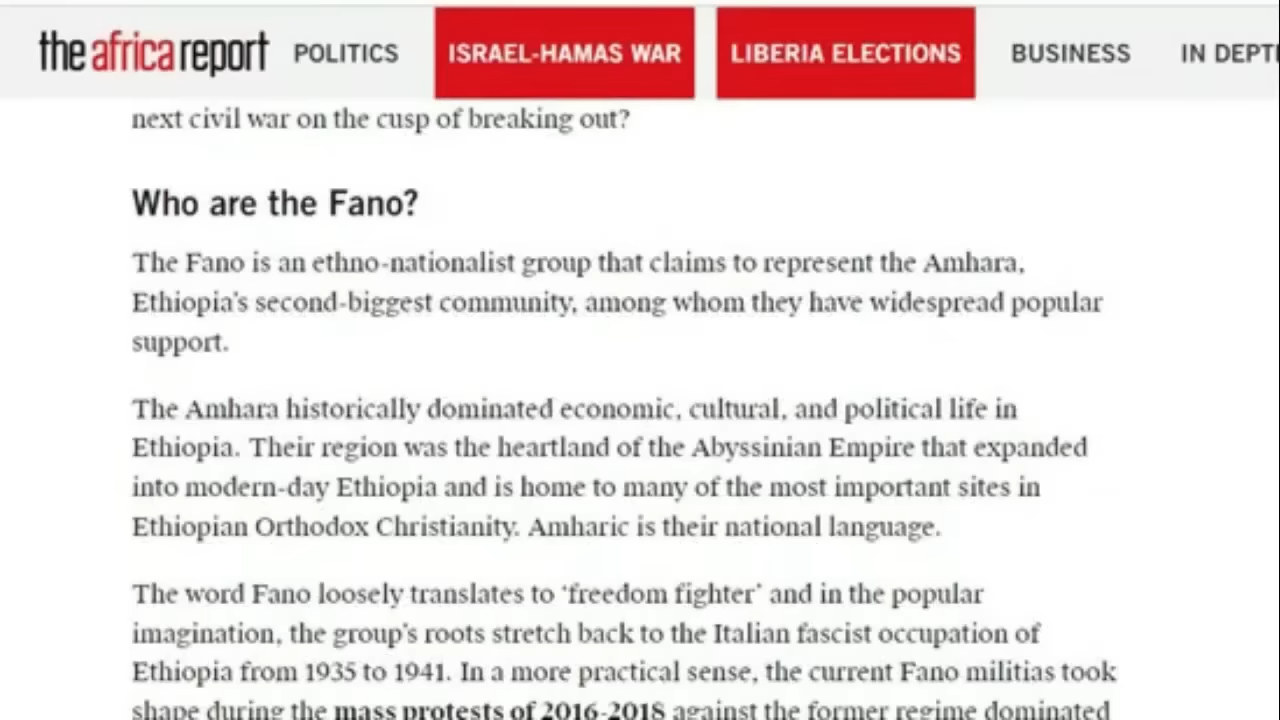 the africa report POLITICS ISRAEL-HAMAS WAR LIBERIA ELECTIONS BUSINESS IN DEPT
next civil war on the cusp of breaking out?
Who are the Fano?
The Fano is an ethno-nationalist group that claims to represent the Amhara,
Ethiopia's second-biggest community, among whom they have widespread popular
support.
The Amhara historically dominated economic, cultural, and political life in
Ethiopia. Their region was the heartland of the Abyssinian Empire that expanded
into modern-day Ethiopia and is home to many of the most important sites in
Ethiopian Orthodox Christianity. Amharic is their national language.
The word Fano loosely translates to ‘freedom fighter’ and in the popular
imagination, the group's roots stretch back to the Italian fascist occupation of
Ethiopia from 1935 to 1941. In a more practical sense, the current Fano militias took
shape during the mass protests of 2016-2018 against the former regime dominated